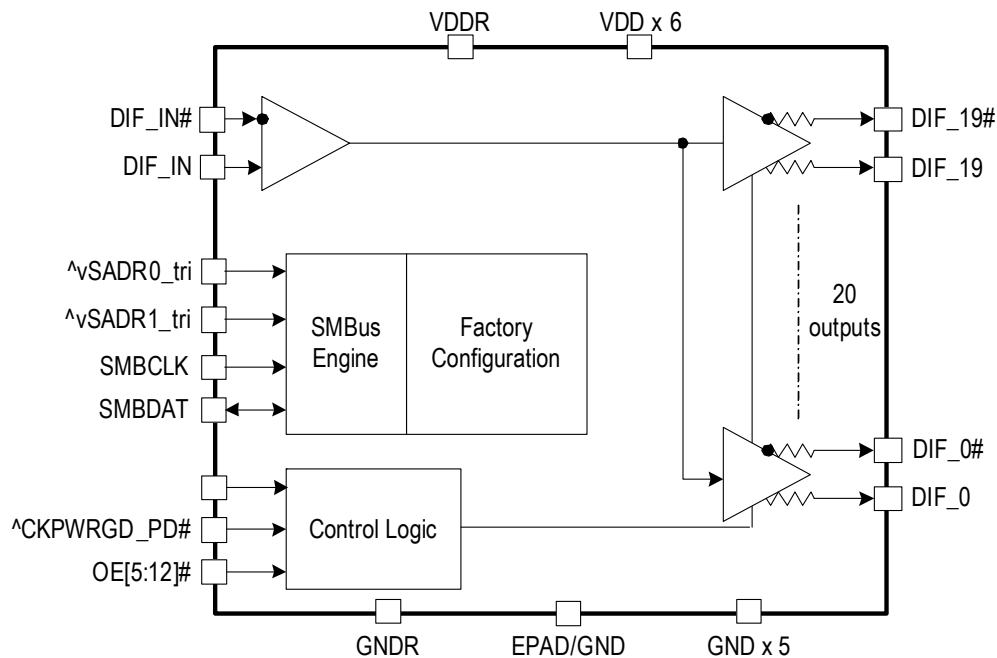 VDDR
VDD x 6
DIF_IN#
DIF_IN
DIF_19#
DIF_19
^vSADR0_tri
^vSADR1_tri
SMBCLK
SMBDAT
SMBus
Engine
Factory
Configuration
20
outputs
DIF_0#
DIF_0
^CKPWRGD_PD#
OE[5:12]#
Control Logic
GNDR
EPAD/GND
GND x 5